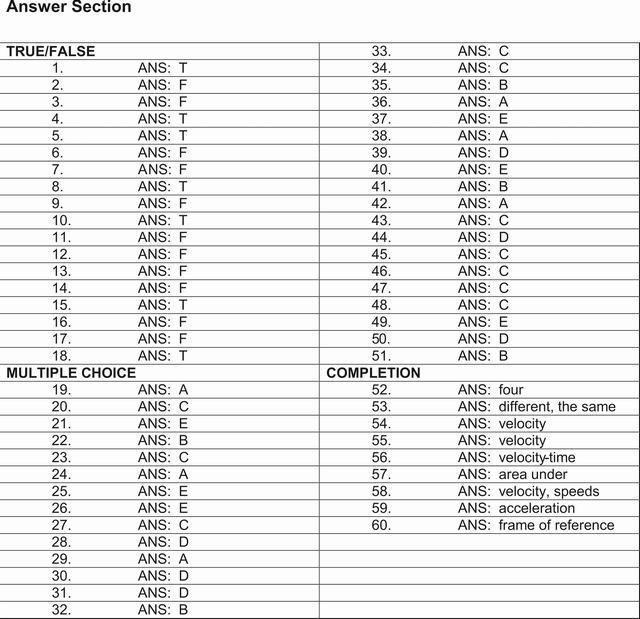 Answer Section
TRUE/FALSE
1. ANS: T
2. ANS: F
3. ANS: F
4. ANS: T
5. ANS: T
6. ANS: F
7. ANS: F
8. ANS: T
9. ANS: F
10. ANS: T
11. ANS: F
12. ANS: F
13. ANS: F
14. ANS: F
15. ANS: T
16. ANS: F
17. ANS: F
18. ANS: T
MULTIPLE CHOICE
19. ANS: A
20. ANS: C
21. ANS: E
22. ANS: B
23. ANS: C
24. ANS: A
25. ANS: E
26. ANS: E
27. ANS: C
28. ANS: D
29. ANS: A
30. ANS: D
31. ANS: D
32. ANS: B
33. ANS: C
34. ANS: C
35. ANS: B
36. ANS: A
37. ANS: E
38. ANS: A
39. ANS: D
40. ANS: E
41. ANS: B
42. ANS: A
43. ANS: C
44. ANS: D
45. ANS: C
46. ANS: C
47. ANS: C
48. ANS: C
49. ANS: E
50. ANS: D
51. ANS: B
COMPLETION
52. ANS: four
53. ANS: different, the same
54. ANS: velocity
55. ANS: velocity
56. ANS: velocity-time
57. ANS: area under
58. ANS: velocity, speeds
59. ANS: acceleration
60. ANS: frame of reference